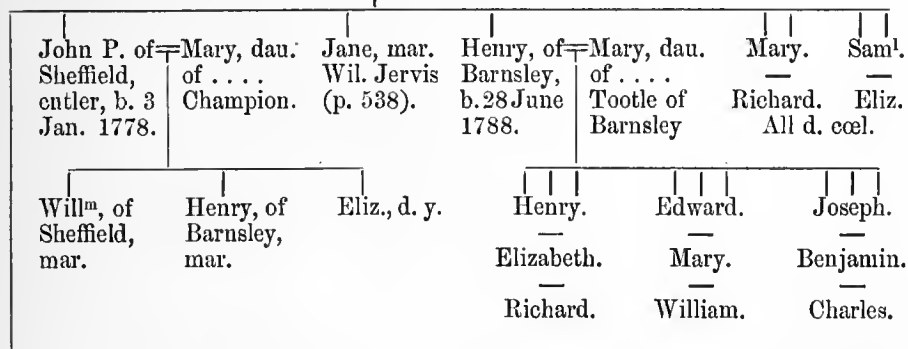 John P. of
Sheffield,
cntler, b. 3
Jan. 1778.
Mary, dau.
of . . . .
Champion.
Jane, mar.
Wil. Jervis
(p. 538).
Henry, of
Barnsley,
b. 28 June
1788.
Mary, dau.
of . . . .
Tootle of
Barnsley
Mary.
Richard.
Samˡ.
Eliz.
All d. cœl.
Willᵐ, of
Sheffield,
mar.
Henry, of
Barnsley,
mar.
Eliz., d. y.
Henry.
Elizabeth.
Richard.
Edward.
Mary.
William.
Joseph.
Benjamin.
Charles.